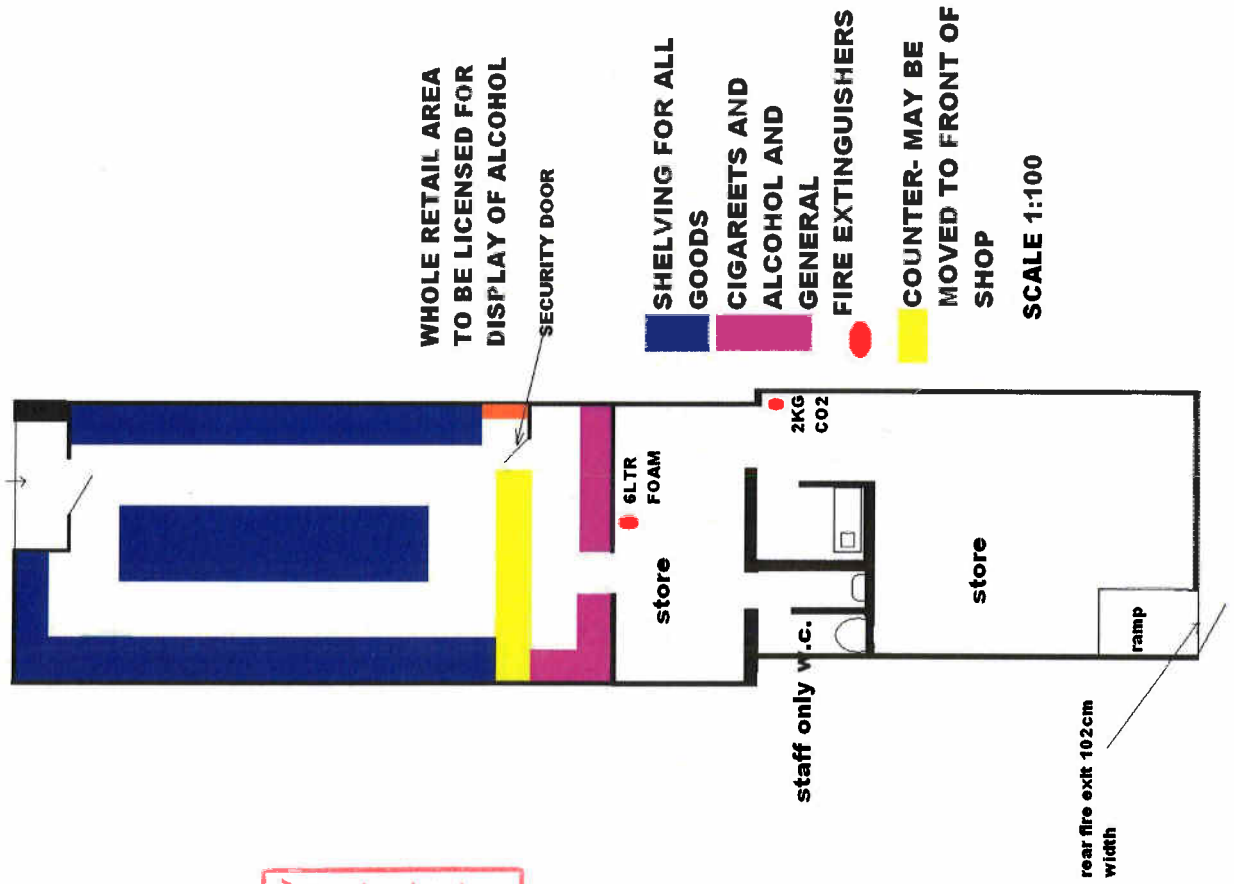 WHOLE RETAIL AREA
TO BE LICENSED FOR
DISPLAY OF ALCOHOL
SECURITY DOOR
SHELVING FOR ALL
GOODS
CIGAREETS AND
ALCOHOL AND
GENERAL
FIRE EXTINGUISHERS
COUNTER- MAY BE
MOVED TO FRONT OF
SHOP
SCALE 1:100
6LTR
FOAM
2KG
CO2
store
staff only w.c.
store
ramp
rear fire exit 102cm
width